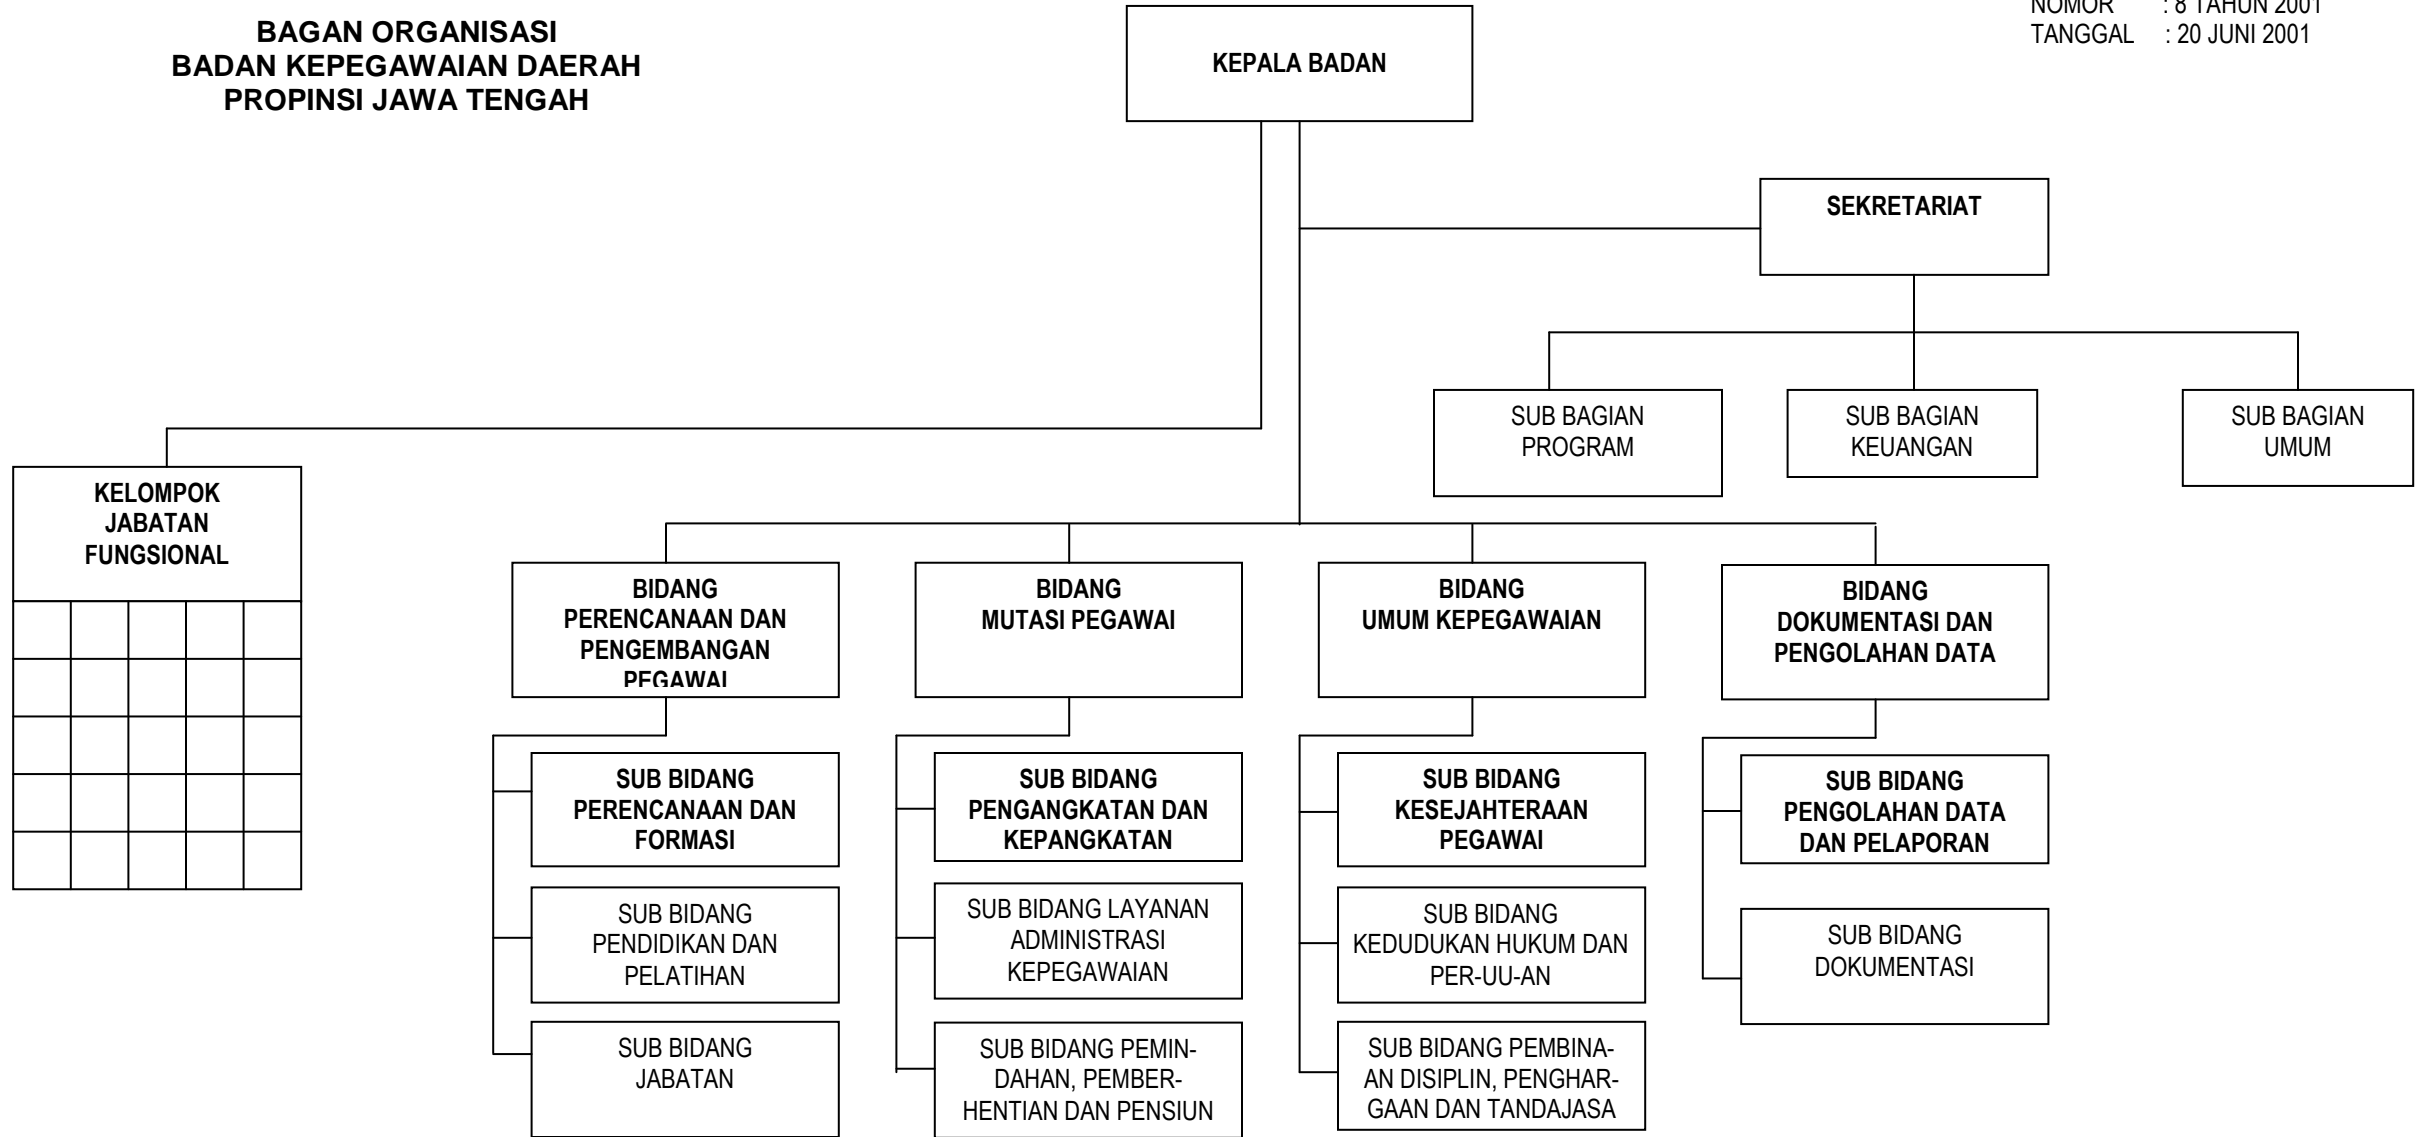 BAGAN ORGANISASI
BADAN KEPEGAWAIAN DAERAH
PROPINSI JAWA TENGAH
NOMOR : 8 TAHUN 2001
TANGGAL : 20 JUNI 2001
KEPALA BADAN
SEKRETARIAT
SUB BAGIAN
PROGRAM
SUB BAGIAN
KEUANGAN
SUB BAGIAN
UMUM
KELOMPOK
JABATAN
FUNGSIONAL
BIDANG
PERENCANAAN DAN
PENGEMBANGAN
PEGAWAI
BIDANG
MUTASI PEGAWAI
BIDANG
UMUM KEPEGAWAIAN
BIDANG
DOKUMENTASI DAN
PENGOLAHAN DATA
SUB BIDANG
PERENCANAAN DAN
FORMASI
SUB BIDANG
PENGANGKATAN DAN
KEPANGKATAN
SUB BIDANG
KESEJAHTERAAN
PEGAWAI
SUB BIDANG
PENGOLAHAN DATA
DAN PELAPORAN
SUB BIDANG
PENDIDIKAN DAN
PELATIHAN
SUB BIDANG LAYANAN
ADMINISTRASI
KEPEGAWAIAN
SUB BIDANG
KEDUDUKAN HUKUM DAN
PER-UU-AN
SUB BIDANG
DOKUMENTASI
SUB BIDANG
JABATAN
SUB BIDANG PEMIN-
DAHAN, PEMBER-
HENTIAN DAN PENSIUN
SUB BIDANG PEMBINA-
AN DISIPLIN, PENGHAR-
GAAN DAN TANDAJASA